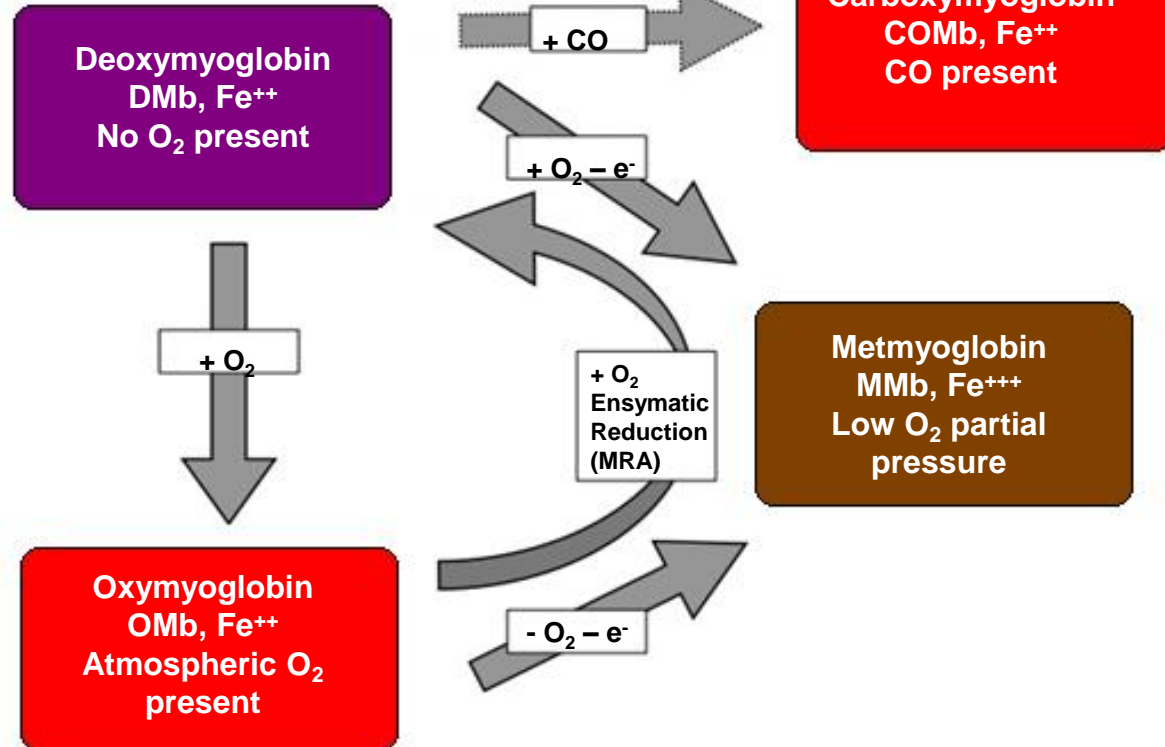 Deoxymyoglobin
DMb, Fe⁺⁺
No O₂ present
+ CO
Carboxymyoglobin
COMb, Fe⁺⁺
CO present
+ O₂ – e⁻
+ O₂
+ O₂
Ensymatic
Reduction
(MRA)
Metmyoglobin
MMb, Fe⁺⁺⁺
Low O₂ partial
pressure
Oxymyoglobin
OMb, Fe⁺⁺
Atmospheric O₂
present
- O₂ – e⁻